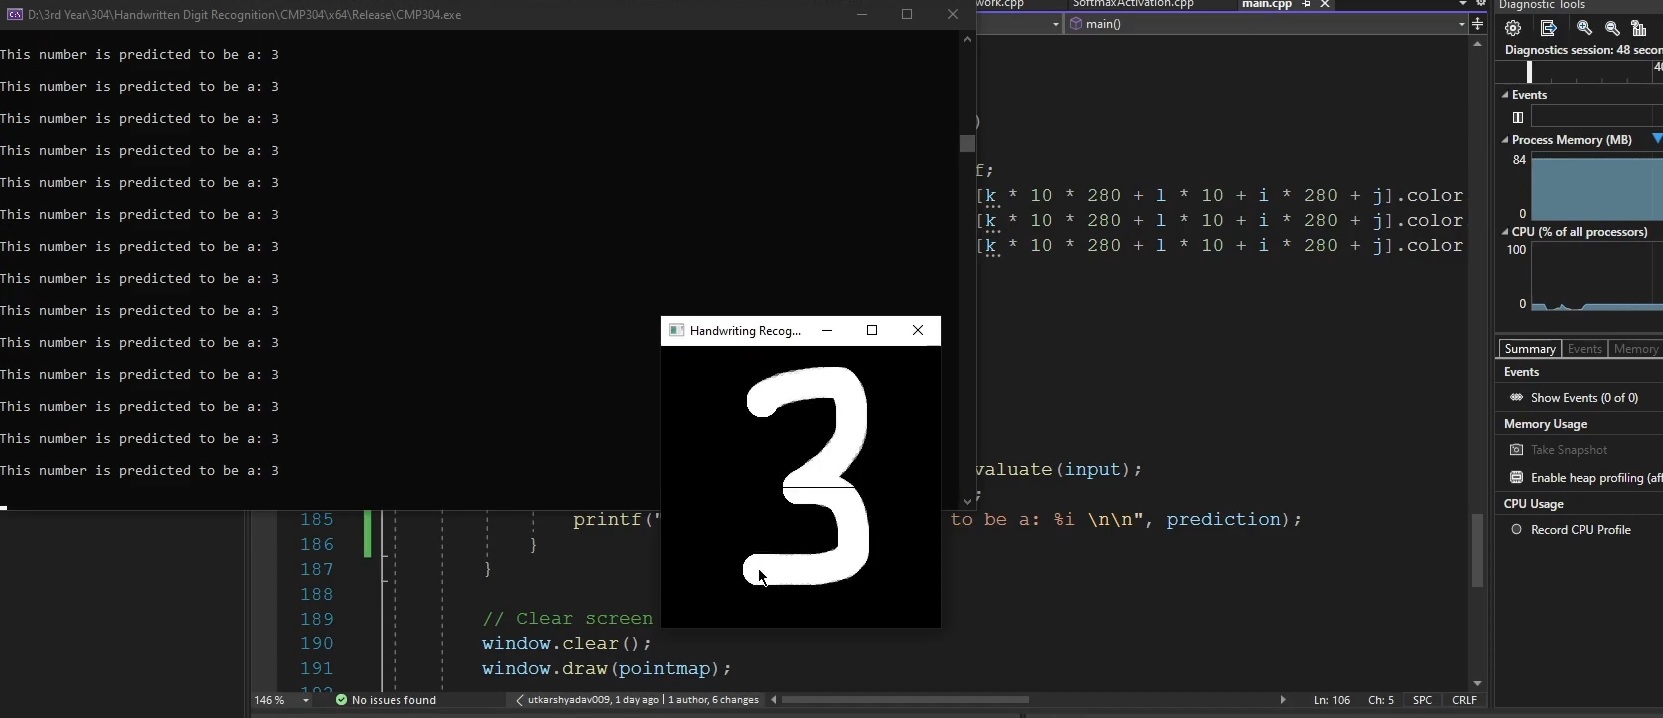 D:\3rd Year\304\Handwritten Digit Recognition\CMP304\x64\Release\CMP304.exe
This number is predicted to be a: 3
This number is predicted to be a: 3
This number is predicted to be a: 3
This number is predicted to be a: 3
This number is predicted to be a: 3
This number is predicted to be a: 3
This number is predicted to be a: 3
This number is predicted to be a: 3
This number is predicted to be a: 3
This number is predicted to be a: 3
This number is predicted to be a: 3
This number is predicted to be a: 3
This number is predicted to be a: 3
This number is predicted to be a: 3
work.cpp SoftmaxActivation.cpp main.cpp
main()
)
f;
[k * 10 * 280 + l * 10 + i * 280 + j].color
[k * 10 * 280 + l * 10 + i * 280 + j].color
[k * 10 * 280 + l * 10 + i * 280 + j].color
valuate(input);
;
Handwriting Recog...
3
185 printf(" to be a: %i \n\n", prediction);
186 }
187 }
188
189 // Clear screen
190 window.clear();
191 window.draw(pointmap);
146 % No issues found utkarshyadav009, 1 day ago | 1 author, 6 changes Ln: 106 Ch: 5 SPC CRLF
Diagnostic Tools
Diagnostics session: 48 secon
Events
Process Memory (MB)
84
0
CPU (% of all processors)
100
0
Summary Events Memory
Events
Show Events (0 of 0)
Memory Usage
Take Snapshot
Enable heap profiling (aff
CPU Usage
Record CPU Profile